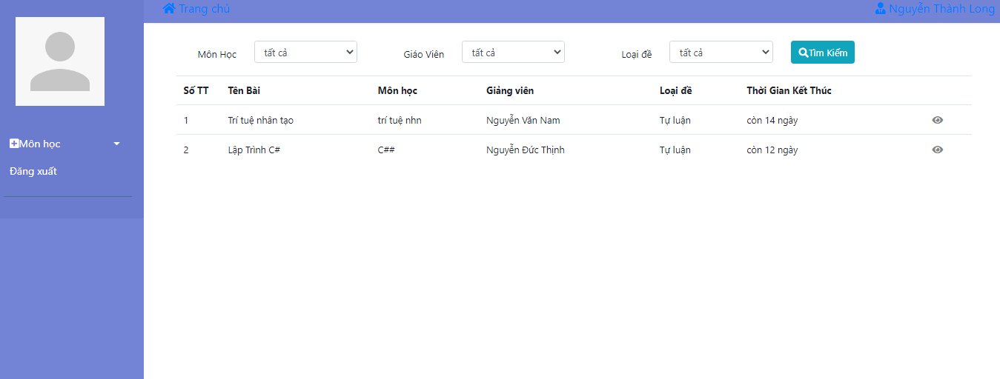 Trang chủ
Nguyễn Thánh Long
Môn học
Đăng xuất
Môn Học tất cả Giáo Viên tất cả Loại đề tất cả Tìm Kiếm
Số TT Tên Bài Môn học Giảng viên Loại đề Thời Gian Kết Thúc
1 Trí tuệ nhân tạo trí tuệ nhn Nguyễn Văn Nam Tự luận còn 14 ngày
2 Lập Trình C# C## Nguyễn Đức Thịnh Tự luận còn 12 ngày